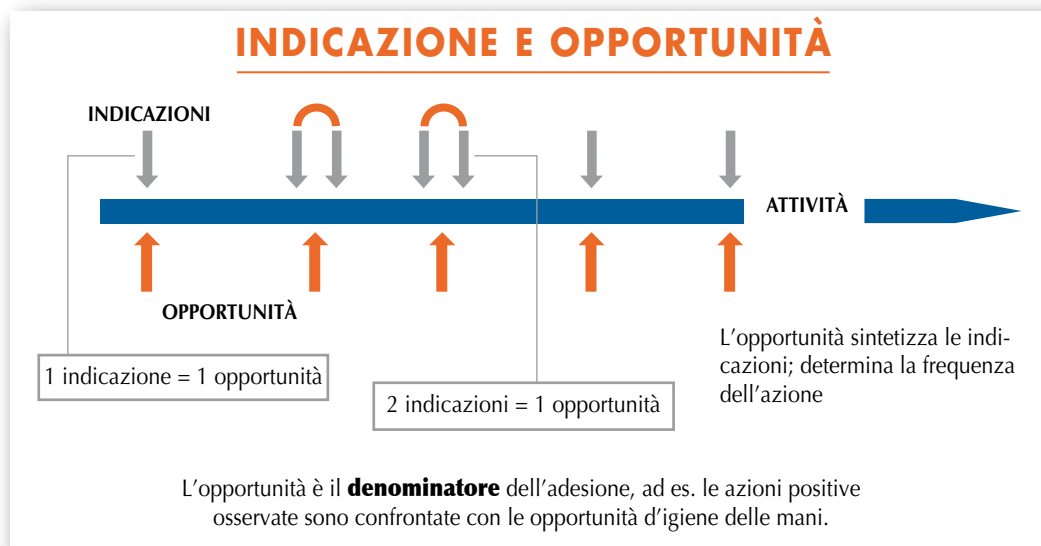 INDICAZIONE E OPPORTUNITÀ
INDICAZIONI
ATTIVITÀ
OPPORTUNITÀ
1 indicazione = 1 opportunità
2 indicazioni = 1 opportunità
L'opportunità sintetizza le indi-
cazioni; determina la frequenza
dell'azione
L'opportunità è il denominatore dell'adesione, ad es. le azioni positive
osservate sono confrontate con le opportunità d'igiene delle mani.